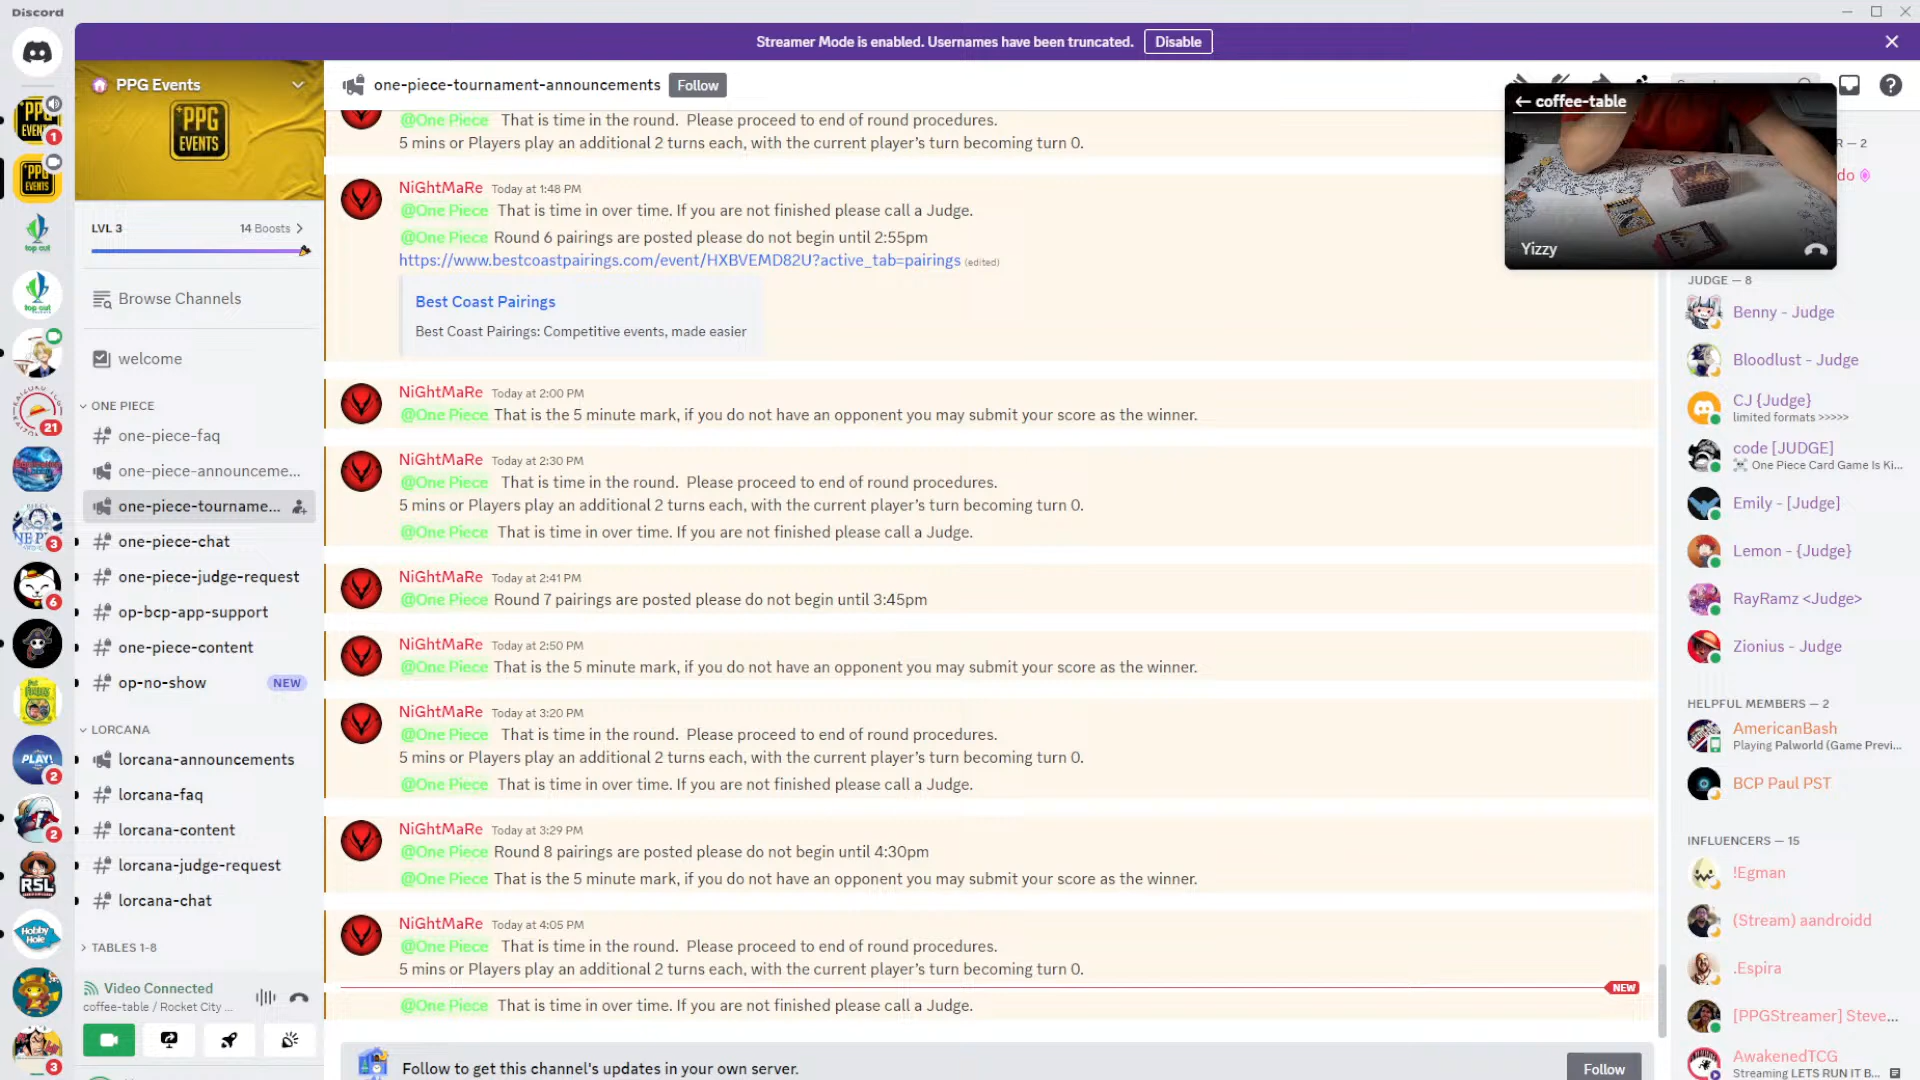 Discord
Streamer Mode is enabled. Usernames have been truncated.
Disable
PPG Events
+PPG
EVENTS
LVL 3
14 Boosts
Browse Channels
welcome
ONE PIECE
one-piece-faq
one-piece-announceme...
one-piece-tourname...
one-piece-chat
one-piece-judge-request
op-bcp-app-support
one-piece-content
op-no-show
NEW
LORCANA
lorcana-announcements
lorcana-faq
lorcana-content
lorcana-judge-request
lorcana-chat
TABLES 1-8
Video Connected
coffee-table / Rocket City ...
one-piece-tournament-announcements
Follow
@One Piece That is time in the round. Please proceed to end of round procedures.
5 mins or Players play an additional 2 turns each, with the current player's turn becoming turn 0.
NiGhtMaRe Today at 1:48 PM
@One Piece That is time in over time. If you are not finished please call a Judge.
@One Piece Round 6 pairings are posted please do not begin until 2:55pm
https://www.bestcoastpairings.com/event/HXBVEMD82U?active_tab=pairings (edited)
Best Coast Pairings
Best Coast Pairings: Competitive events, made easier
NiGhtMaRe Today at 2:00 PM
@One Piece That is the 5 minute mark, if you do not have an opponent you may submit your score as the winner.
NiGhtMaRe Today at 2:30 PM
@One Piece That is time in the round. Please proceed to end of round procedures.
5 mins or Players play an additional 2 turns each, with the current player's turn becoming turn 0.
@One Piece That is time in over time. If you are not finished please call a Judge.
NiGhtMaRe Today at 2:41 PM
@One Piece Round 7 pairings are posted please do not begin until 3:45pm
NiGhtMaRe Today at 2:50 PM
@One Piece That is the 5 minute mark, if you do not have an opponent you may submit your score as the winner.
NiGhtMaRe Today at 3:20 PM
@One Piece That is time in the round. Please proceed to end of round procedures.
5 mins or Players play an additional 2 turns each, with the current player's turn becoming turn 0.
@One Piece That is time in over time. If you are not finished please call a Judge.
NiGhtMaRe Today at 3:29 PM
@One Piece Round 8 pairings are posted please do not begin until 4:30pm
@One Piece That is the 5 minute mark, if you do not have an opponent you may submit your score as the winner.
NiGhtMaRe Today at 4:05 PM
@One Piece That is time in the round. Please proceed to end of round procedures.
5 mins or Players play an additional 2 turns each, with the current player's turn becoming turn 0.
NEW
@One Piece That is time in over time. If you are not finished please call a Judge.
Follow to get this channel's updates in your own server.
Follow
← coffee-table
Yizzy
R — 2
do
JUDGE — 8
Benny - Judge
Bloodlust - Judge
CJ {Judge}
limited formats >>>>>
code [JUDGE]
One Piece Card Game Is Ki...
Emily - [Judge]
Lemon - {Judge}
RayRamz <Judge>
Zionius - Judge
HELPFUL MEMBERS — 2
AmericanBash
Playing Palworld (Game Previ...
BCP Paul PST
INFLUENCERS — 15
!Egman
(Stream) aandroidd
.Espira
[PPGStreamer] Steve...
AwakenedTCG
Streaming LETS RUN IT B...
1
top cut
21
3
6
PLAY!
2
2
RSL
Hobby
Hole
3